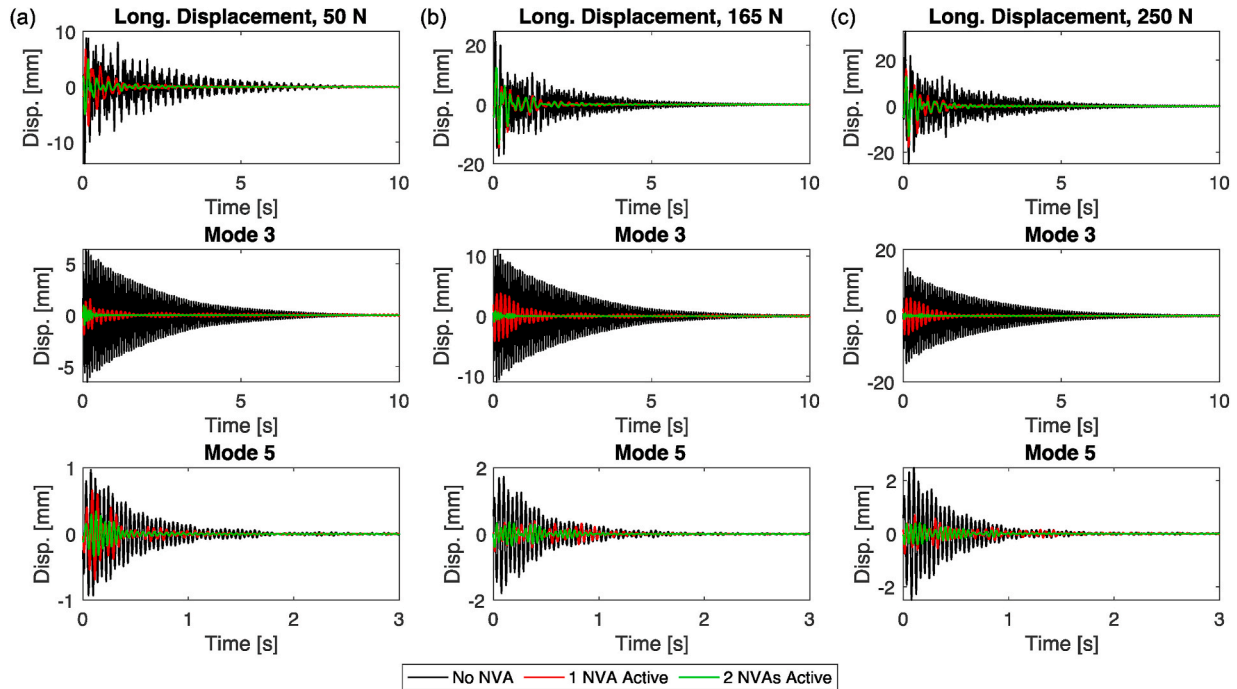 (a) Long. Displacement, 50 N
10
0
-10
Disp. [mm]
0 5 10
Time [s]
Mode 3
5
0
-5
Disp. [mm]
0 5 10
Time [s]
Mode 5
1
0
-1
Disp. [mm]
0 1 2 3
Time [s]
(b) Long. Displacement, 165 N
20
0
-20
Disp. [mm]
0 5 10
Time [s]
Mode 3
10
0
-10
Disp. [mm]
0 5 10
Time [s]
Mode 5
2
0
-2
Disp. [mm]
0 1 2 3
Time [s]
(c) Long. Displacement, 250 N
20
0
-20
Disp. [mm]
0 5 10
Time [s]
Mode 3
20
0
-20
Disp. [mm]
0 5 10
Time [s]
Mode 5
2
0
-2
Disp. [mm]
0 1 2 3
Time [s]
No NVA 1 NVA Active 2 NVAs Active